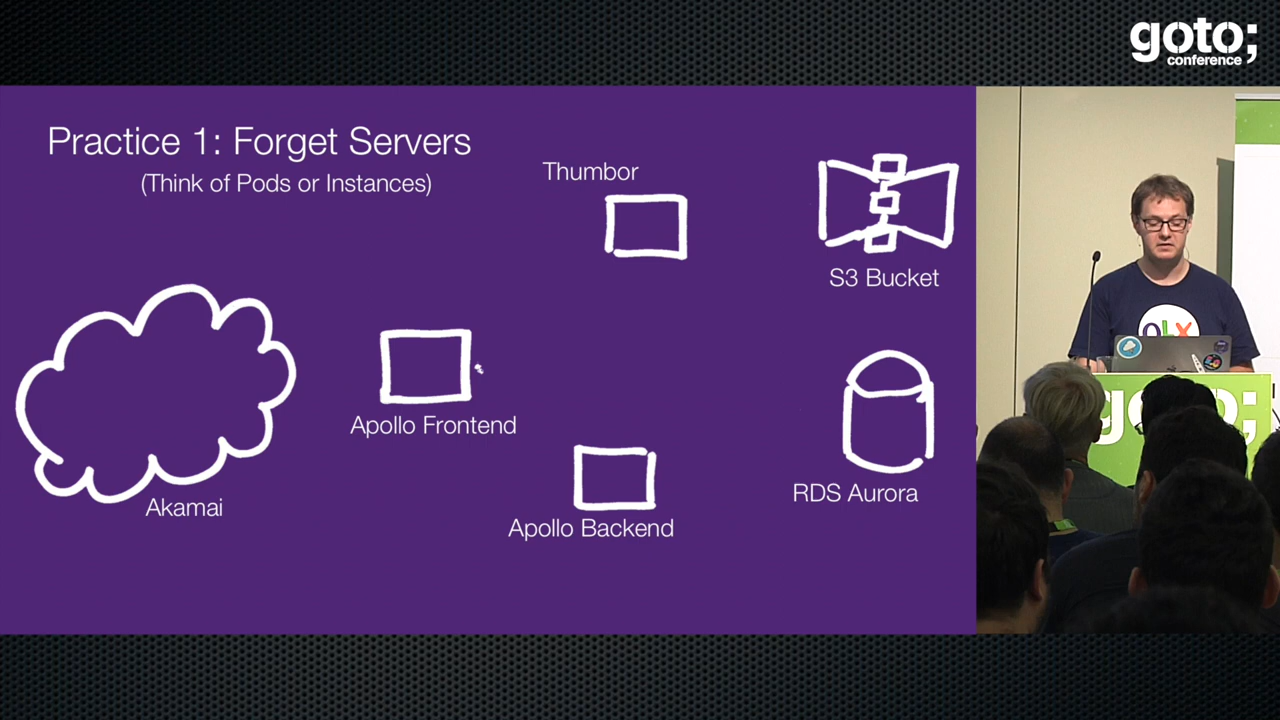 goto;
conference
Practice 1: Forget Servers
(Think of Pods or Instances)
Thumbor
S3 Bucket
Apollo Frontend
Akamai
Apollo Backend
RDS Aurora
olx
goto;